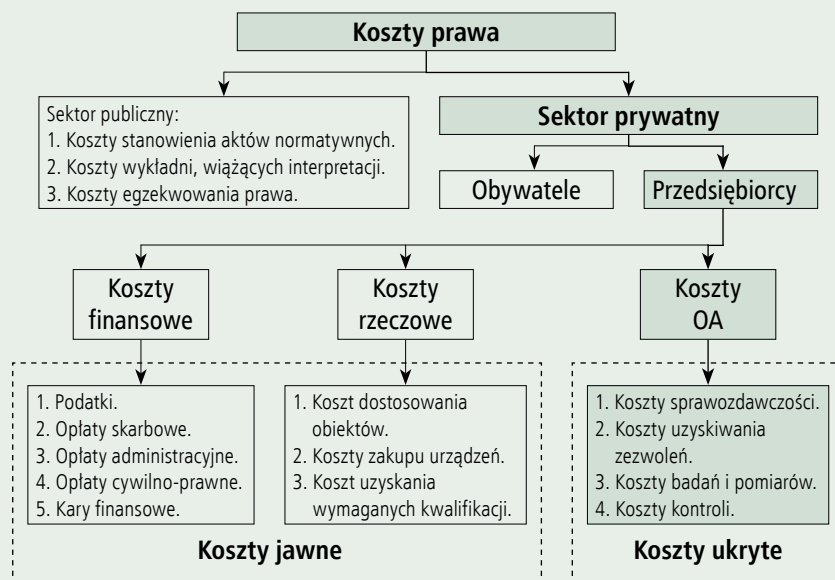 Koszty prawa
Sektor publiczny:
1. Koszty stanowienia aktów normatywnych.
2. Koszty wykładni, wiążących interpretacji.
3. Koszty egzekwowania prawa.
Sektor prywatny
Obywatele
Przedsiębiorcy
Koszty
finansowe
Koszty
rzeczowe
Koszty
OA
1. Podatki.
2. Opłaty skarbowe.
3. Opłaty administracyjne.
4. Opłaty cywilno-prawne.
5. Kary finansowe.
1. Koszt dostosowania
obiektów.
2. Koszty zakupu urządzeń.
3. Koszt uzyskania
wymaganych kwalifikacji.
Koszty jawne
1. Koszty sprawozdawczości.
2. Koszty uzyskiwania
zezwoleń.
3. Koszty badań i pomiarów.
4. Koszty kontroli.
Koszty ukryte